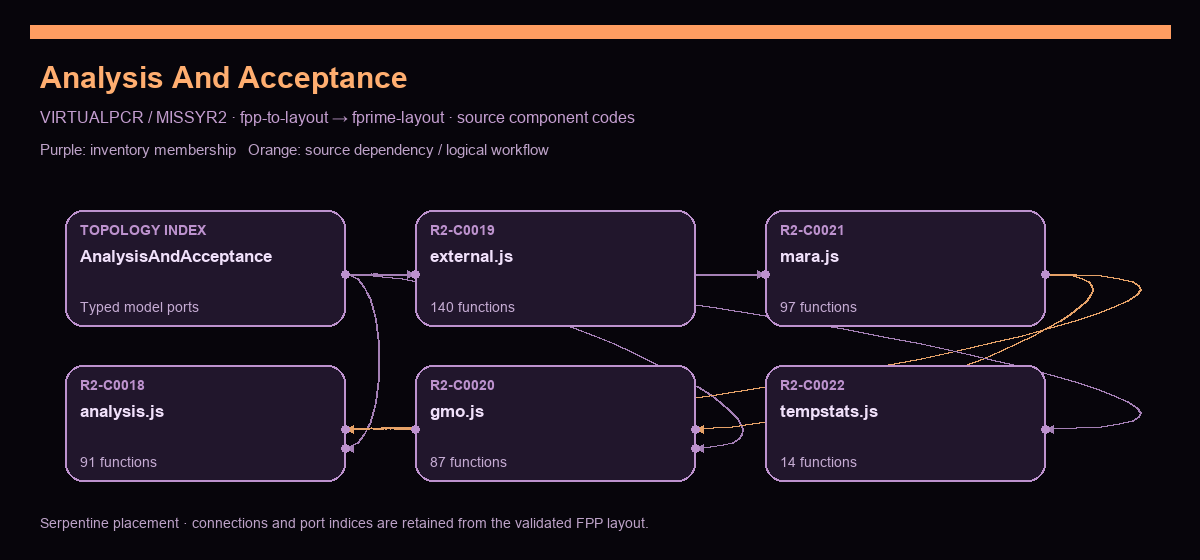 Analysis And Acceptance
VIRTUALPCR / MISSYR2 · fpp-to-layout → fprime-layout · source component codes
Purple: inventory membership   Orange: source dependency / logical workflow
TOPOLOGY INDEX
AnalysisAndAcceptance
Typed model ports
R2-C0019
external.js
140 functions
R2-C0021
mara.js
97 functions
R2-C0018
analysis.js
91 functions
R2-C0020
gmo.js
87 functions
R2-C0022
tempstats.js
14 functions
Serpentine placement · connections and port indices are retained from the validated FPP layout.